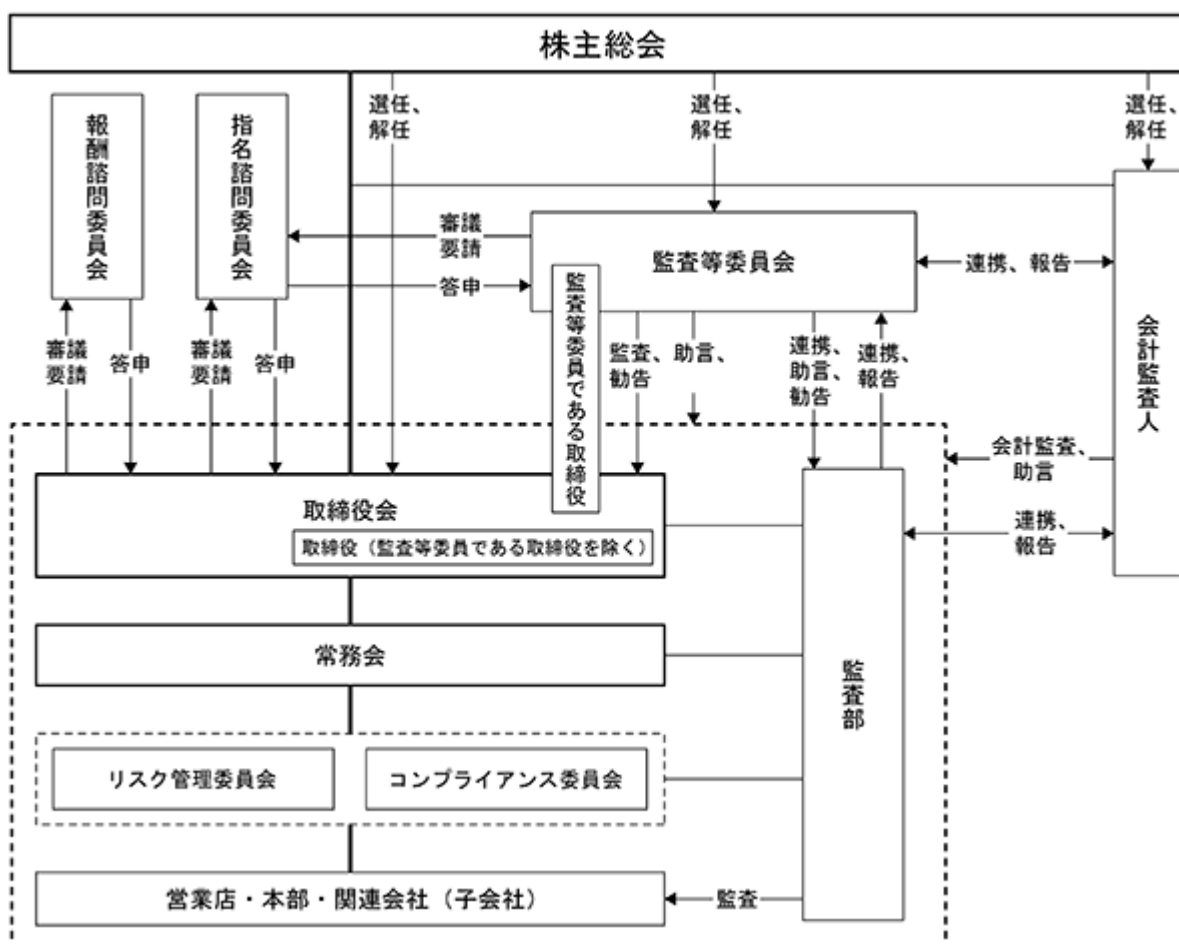 株主総会
選任、
解任
選任、
解任
選任、
解任
報酬諮問委員会
指名諮問委員会
審議
要請
答申
監査等委員会
監査等委員である取締役
連携、報告
会計監査人
審議
要請
答申
審議
要請
答申
監査、
勧告
助言、
連携、
助言、
勧告
連携、
報告
会計監査、
助言
連携、
報告
取締役会
取締役（監査等委員である取締役を除く）
常務会
監査部
リスク管理委員会
コンプライアンス委員会
営業店・本部・関連会社（子会社）
監査